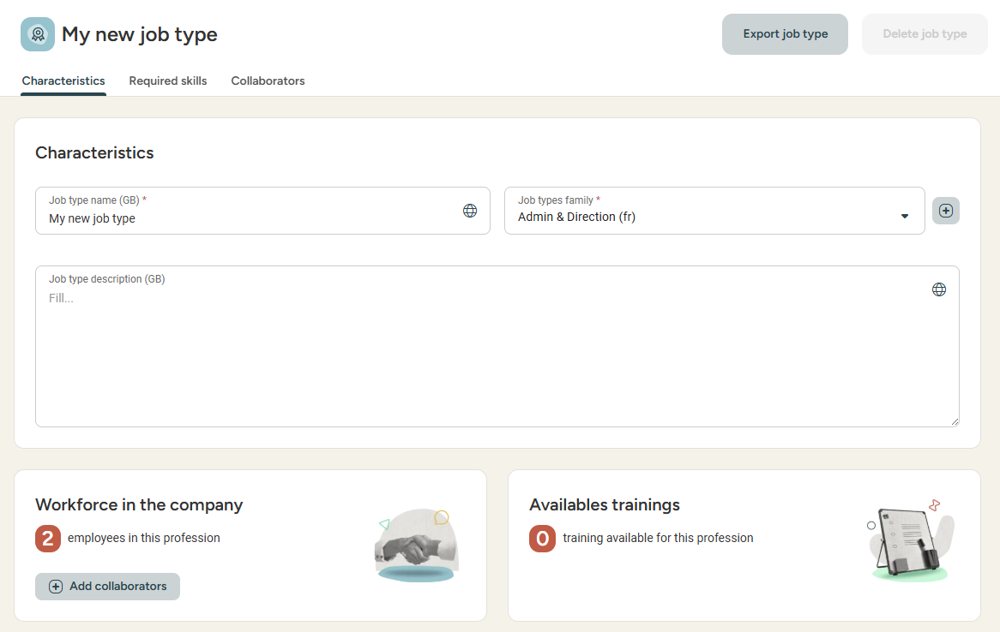 My new job type
Export job type
Delete job type
Characteristics
Required skills
Collaborators
Characteristics
Job type name (GB) *
My new job type
Job types family *
Admin & Direction (fr)
Job type description (GB)
Fill...
Workforce in the company
2 employees in this profession
Add collaborators
Availables trainings
0 training available for this profession